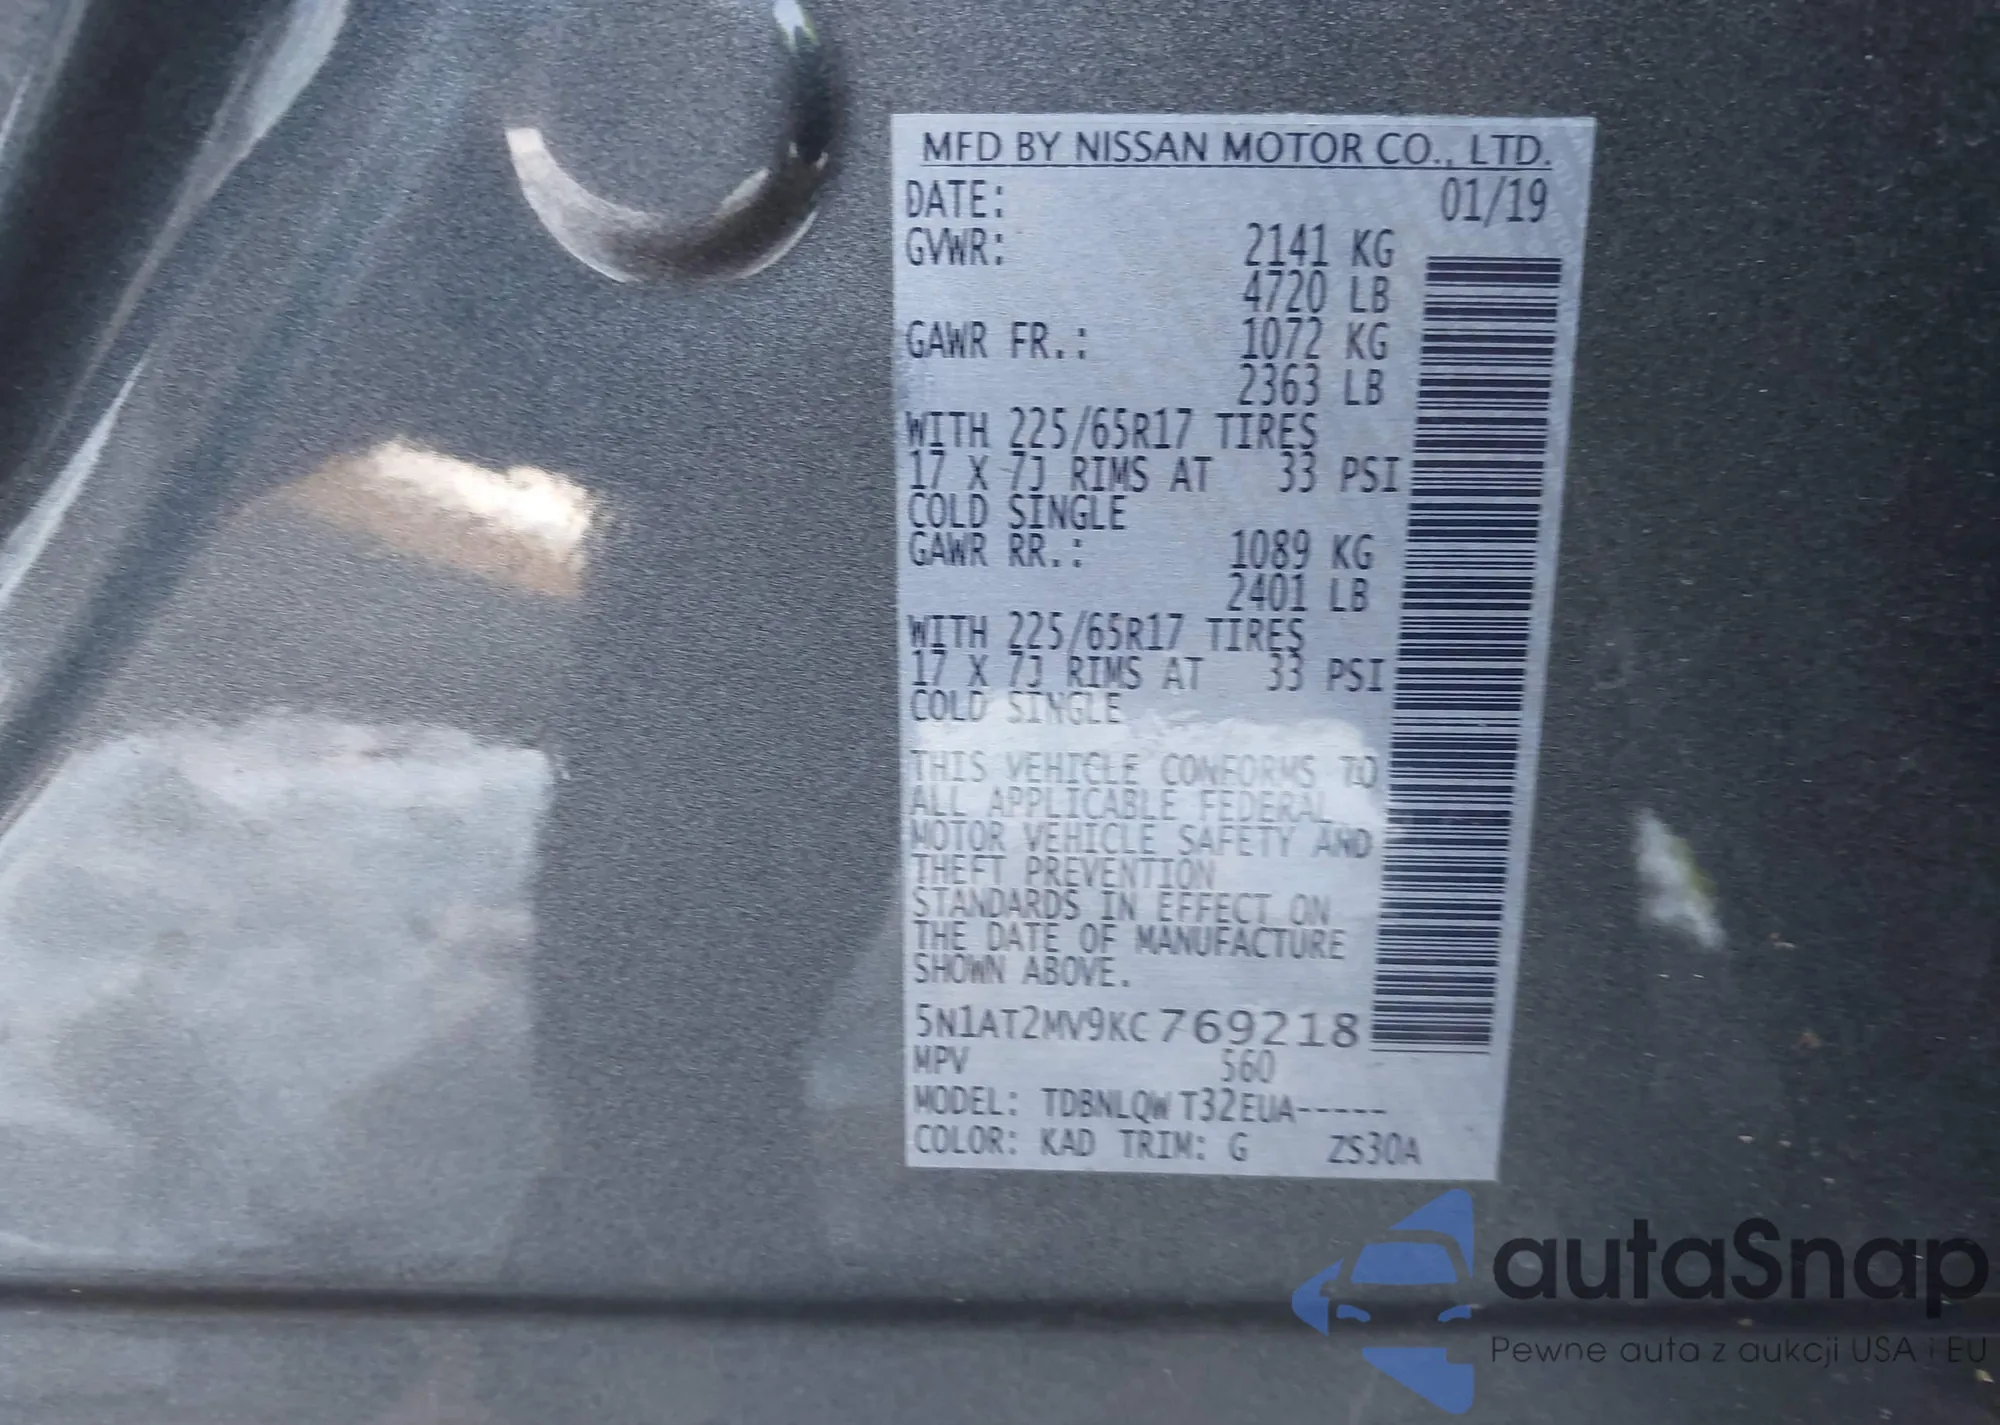 MFD BY NISSAN MOTOR CO., LTD.
DATE: 01/19
GVWR: 2141 KG
4720 LB
GAWR FR.: 1072 KG
2363 LB
WITH 225/65R17 TIRES
17 X 7J RIMS AT 33 PSI
COLD SINGLE
GAWR RR.: 1089 KG
2401 LB
WITH 225/65R17 TIRES
17 X 7J RIMS AT 33 PSI
COLD SINGLE
THIS VEHICLE CONFORMS TO
ALL APPLICABLE FEDERAL
MOTOR VEHICLE SAFETY AND
THEFT PREVENTION
STANDARDS IN EFFECT ON
THE DATE OF MANUFACTURE
SHOWN ABOVE.
5N1AT2MV9KC769218
MPV 560
MODEL: TDBNLQW T32EUA-----
COLOR: KAD TRIM: G ZS30A
autaSnap
Pewne auta z aukcji USA i EU